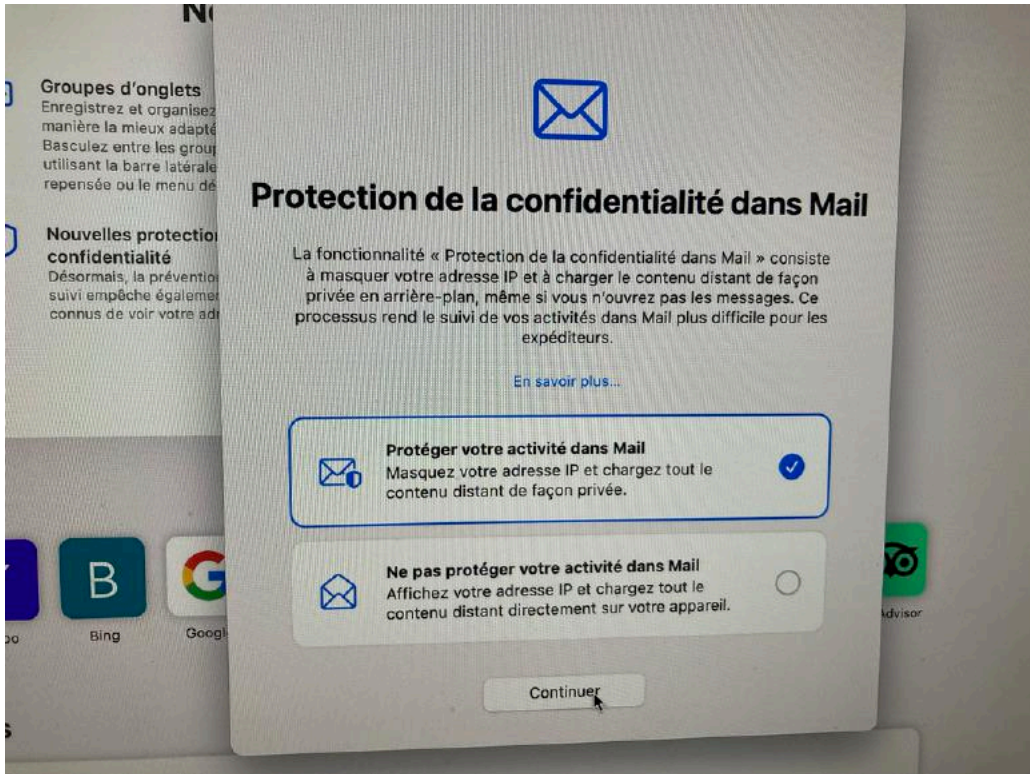 Groupes d'onglets
Enregistrez et organisez
manière la mieux adapté
Basculez entre les group
utilisant la barre latérale
repensée ou le menu dé
Nouvelles protection
confidentialité
Désormais, la prévention
suivi empêche égalemen
connus de voir votre adr
Protection de la confidentialité dans Mail
La fonctionnalité « Protection de la confidentialité dans Mail » consiste
à masquer votre adresse IP et à charger le contenu distant de façon
privée en arrière-plan, même si vous n'ouvrez pas les messages. Ce
processus rend le suivi de vos activités dans Mail plus difficile pour les
expéditeurs.
En savoir plus...
Protéger votre activité dans Mail
Masquez votre adresse IP et chargez tout le
contenu distant de façon privée.
Ne pas protéger votre activité dans Mail
Affichez votre adresse IP et chargez tout le
contenu distant directement sur votre appareil.
B
G
Bing
Googl
Advisor
Continuer